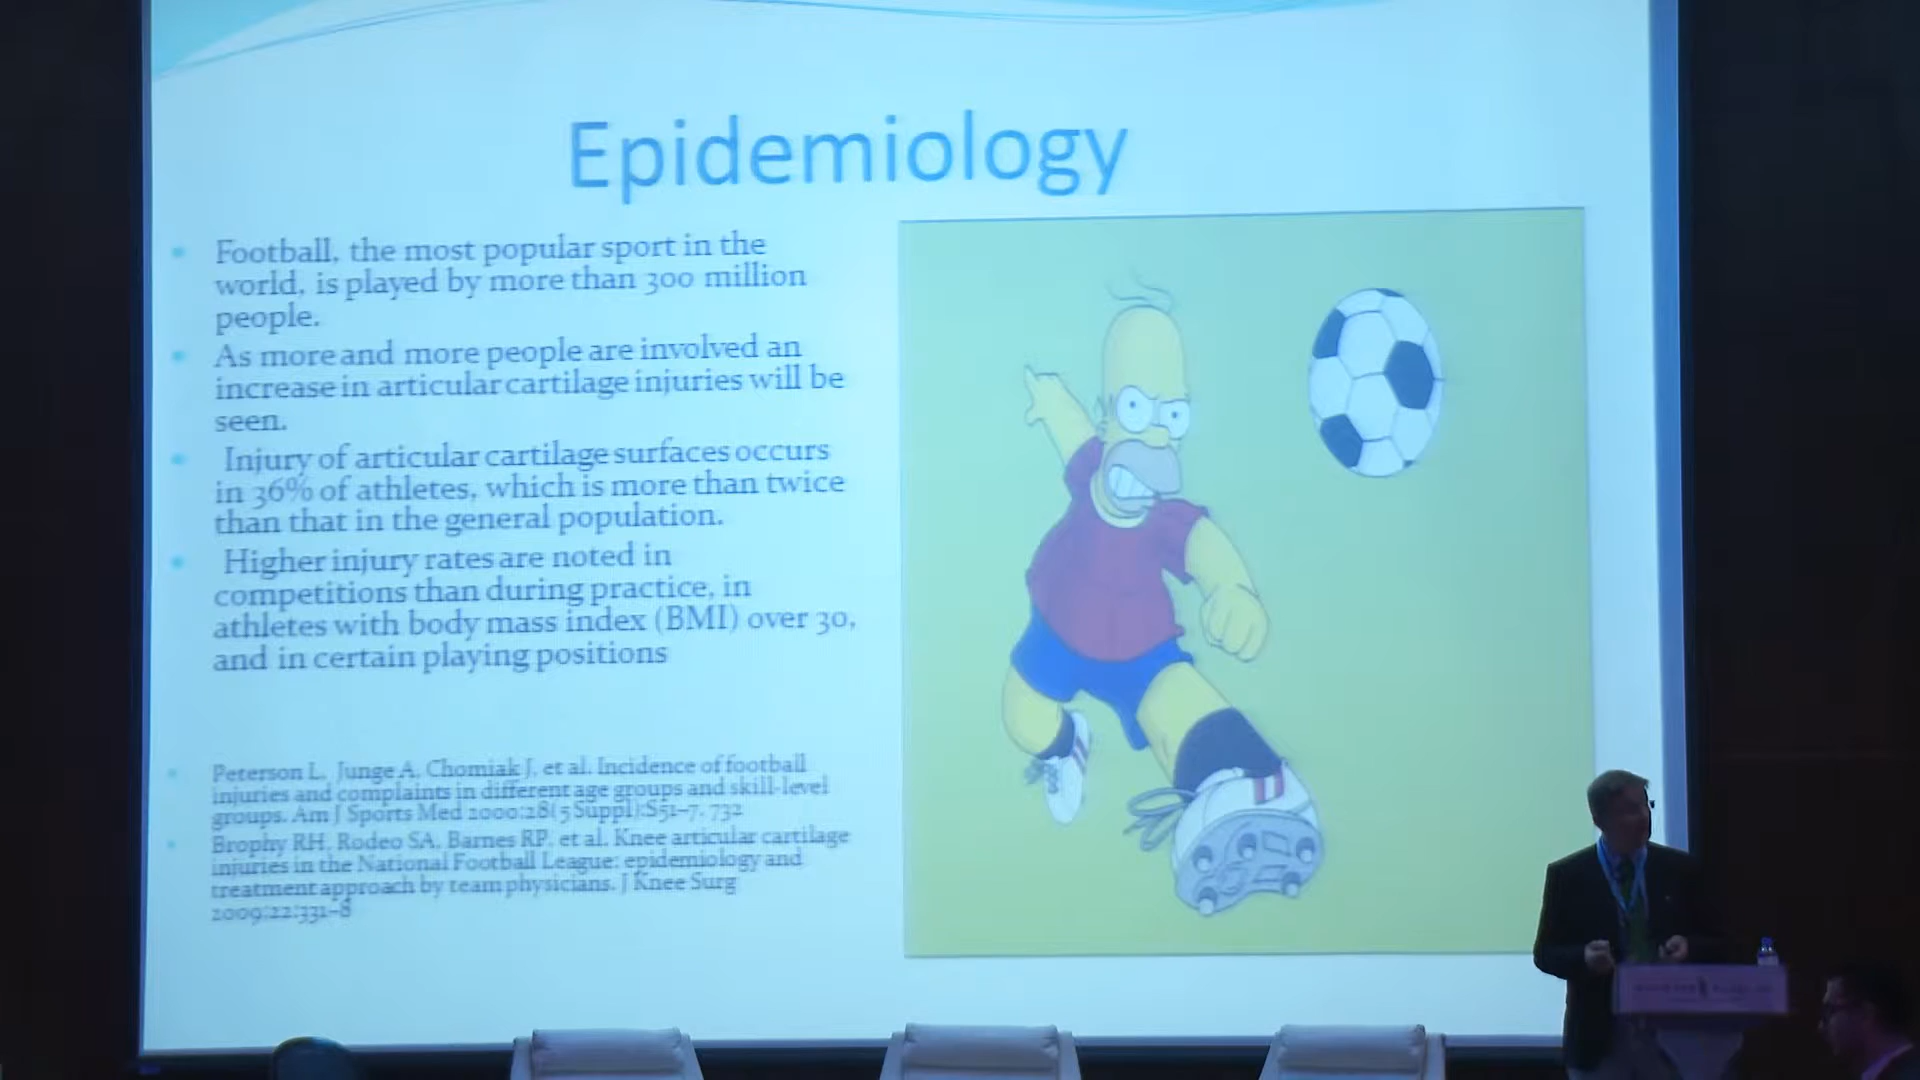 Epidemiology
Football, the most popular sport in the
world, is played by more than 300 million
people.
As more and more people are involved an
increase in articular cartilage injuries will be
seen.
Injury of articular cartilage surfaces occurs
in 36% of athletes, which is more than twice
than that in the general population.
Higher injury rates are noted in
competitions than during practice, in
athletes with body mass index (BMI) over 30,
and in certain playing positions
Peterson L, Junge A, Chomiak J, et al. Incidence of football
injuries and complaints in different age groups and skill-level
groups. Am J Sports Med 2000;28(5 Suppl):S51–7. 732
Brophy RH, Rodeo SA, Barnes RP, et al. Knee articular cartilage
injuries in the National Football League: epidemiology and
treatment approach by team physicians. J Knee Surg
2009;22:331–8